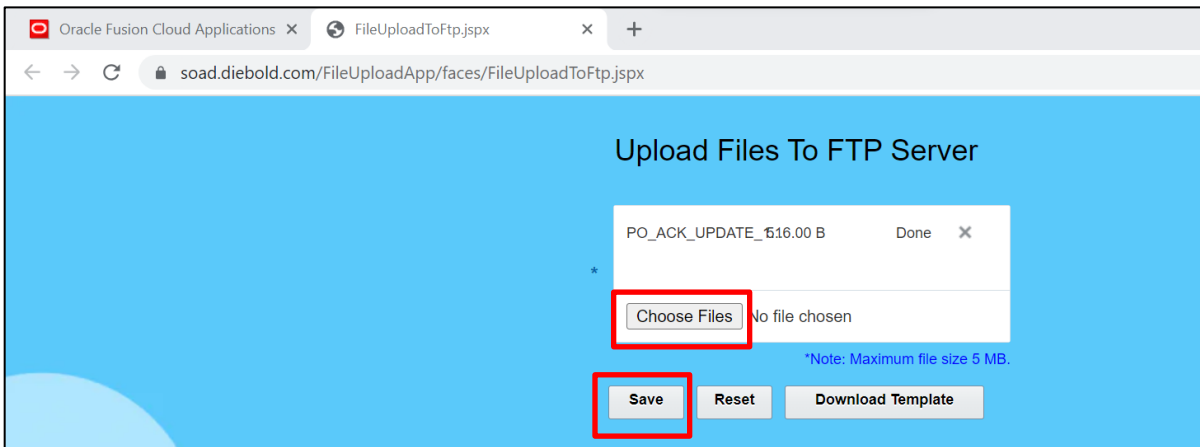 Oracle Fusion Cloud Applications
FileUploadToFtp.jspx
soad.diebold.com/FileUploadApp/faces/FileUploadToFtp.jspx
Upload Files To FTP Server
PO_ACK_UPDATE_ 516.00 B Done
*
Choose Files No file chosen
*Note: Maximum file size 5 MB.
Save Reset Download Template